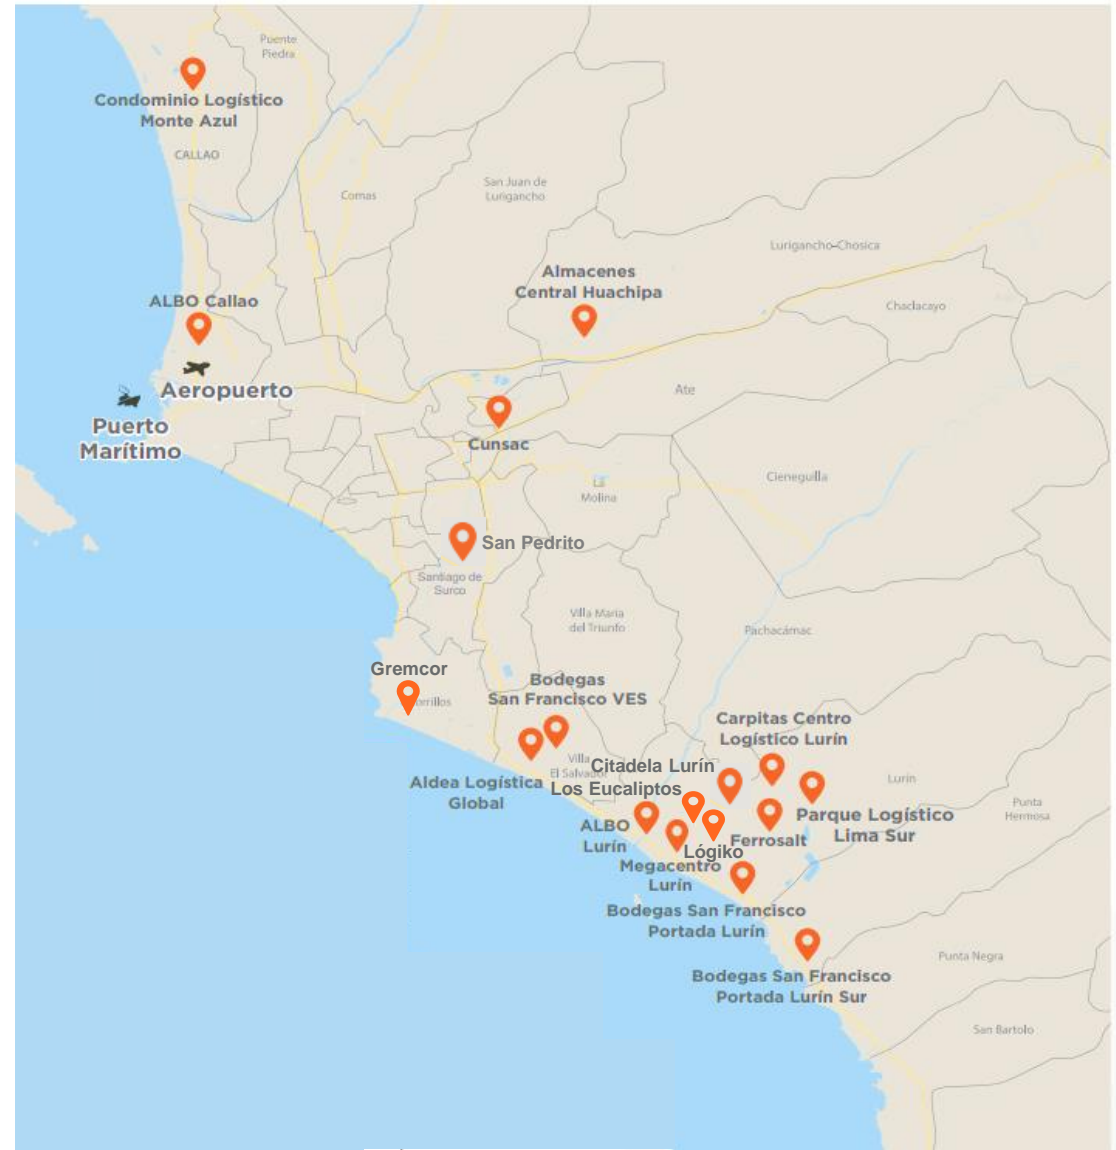 Puente
Piedra
Condominio Logístico
Monte Azul
CALLAO
Comas
San Juan de
Lurigancho
Lurigancho-Chosica
Almacenes
Central Huachipa
ALBO Callao
Chaclacayo
Aeropuerto
Ate
Puerto
Marítimo
Cunsac
La
Molina
Cieneguilla
San Pedrito
Santiago de
Surco
Villa María
del Triunfo
Pachacámac
Gremcor
Bodegas
San Francisco VES
Carpitas Centro
Logístico Lurín
Villa
El Salvador
Citadela Lurín
Aldea Logística
Global
Los Eucaliptos
Lurín
Punta
Hermosa
ALBO
Lurín
Parque Logístico
Lima Sur
Ferrosalt
Lógiko
Megacentro
Lurín
Bodegas San Francisco
Portada Lurín
Punta Negra
Bodegas San Francisco
Portada Lurín Sur
San Bartolo